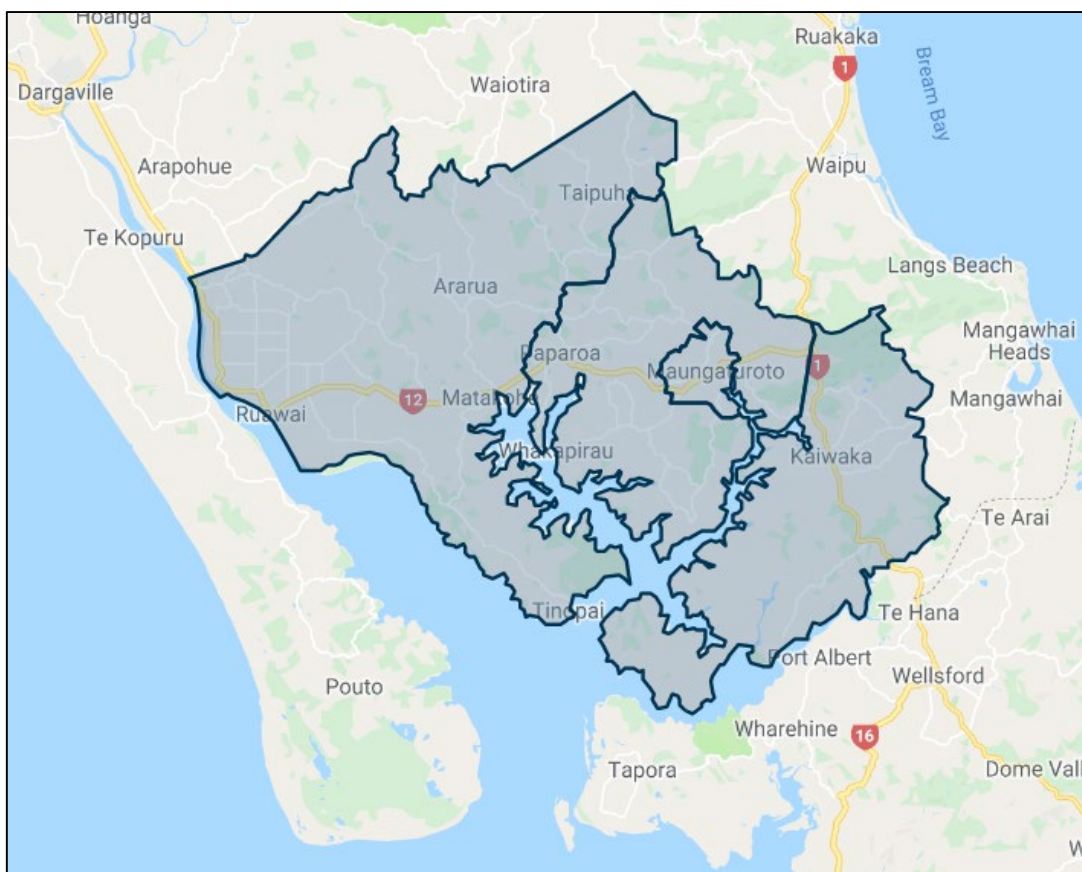 Hoanga
Ruakaka
Dargaville
Waiotira
1
Bream Bay
Arapohue
Waipu
Taipuha
Te Kopuru
Langs Beach
Ararua
Mangawhai
Heads
Paparoa
Maungaturoto
1
12
Matakohe
Mangawhai
Ruawai
Whakapirau
Kaiwaka
Te Arai
Tinopai
Te Hana
Port Albert
Wellsford
Pouto
Wharehine
16
Tapora
Dome Vall
W